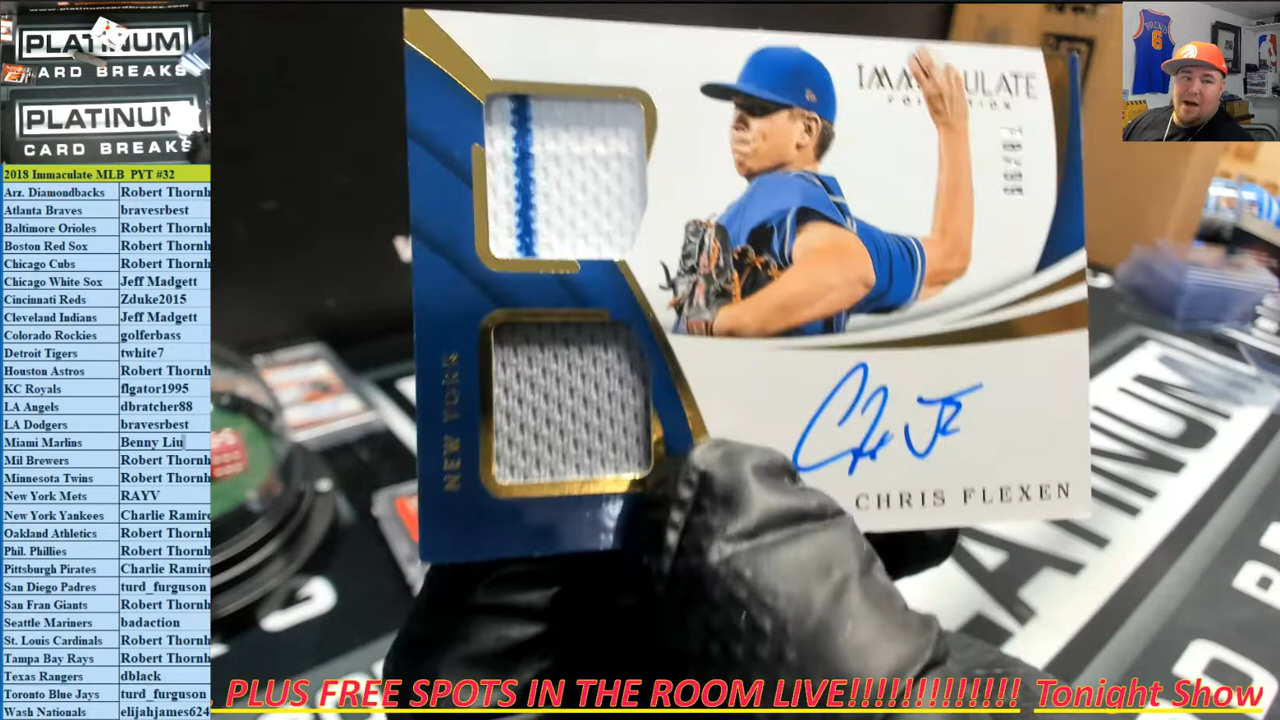 PLATINUM
CARD BREAKS
PLATINUM
CARD BREAKS
2018 Immaculate MLB PYT #32
Arz. Diamondbacks Robert Thornh
Atlanta Braves bravesrbest
Baltimore Orioles Robert Thornh
Boston Red Sox Robert Thornh
Chicago Cubs Robert Thornh
Chicago White Sox Jeff Madgett
Cincinnati Reds Zduke2015
Cleveland Indians Jeff Madgett
Colorado Rockies golferbass
Detroit Tigers twhite7
Houston Astros Robert Thornh
KC Royals flgator1995
LA Angels dbratcher88
LA Dodgers bravesrbest
Miami Marlins Benny Liu
Mil Brewers Robert Thornh
Minnesota Twins Robert Thornh
New York Mets RAYV
New York Yankees Charlie Ramire
Oakland Athletics Robert Thornh
Phil. Phillies Robert Thornh
Pittsburgh Pirates Charlie Ramire
San Diego Padres turd_furguson
San Fran Giants Robert Thornh
Seattle Mariners badaction
St. Louis Cardinals Robert Thornh
Tampa Bay Rays Robert Thornh
Texas Rangers dblack
Toronto Blue Jays turd_furguson
Wash Nationals elijahjames624
IMMACULATE
COLLECTION
NEW YORK
CHRIS FLEXEN
PLATINUM
6
PLUS FREE SPOTS IN THE ROOM LIVE!!!!!!!!!!!!! Tonight Show